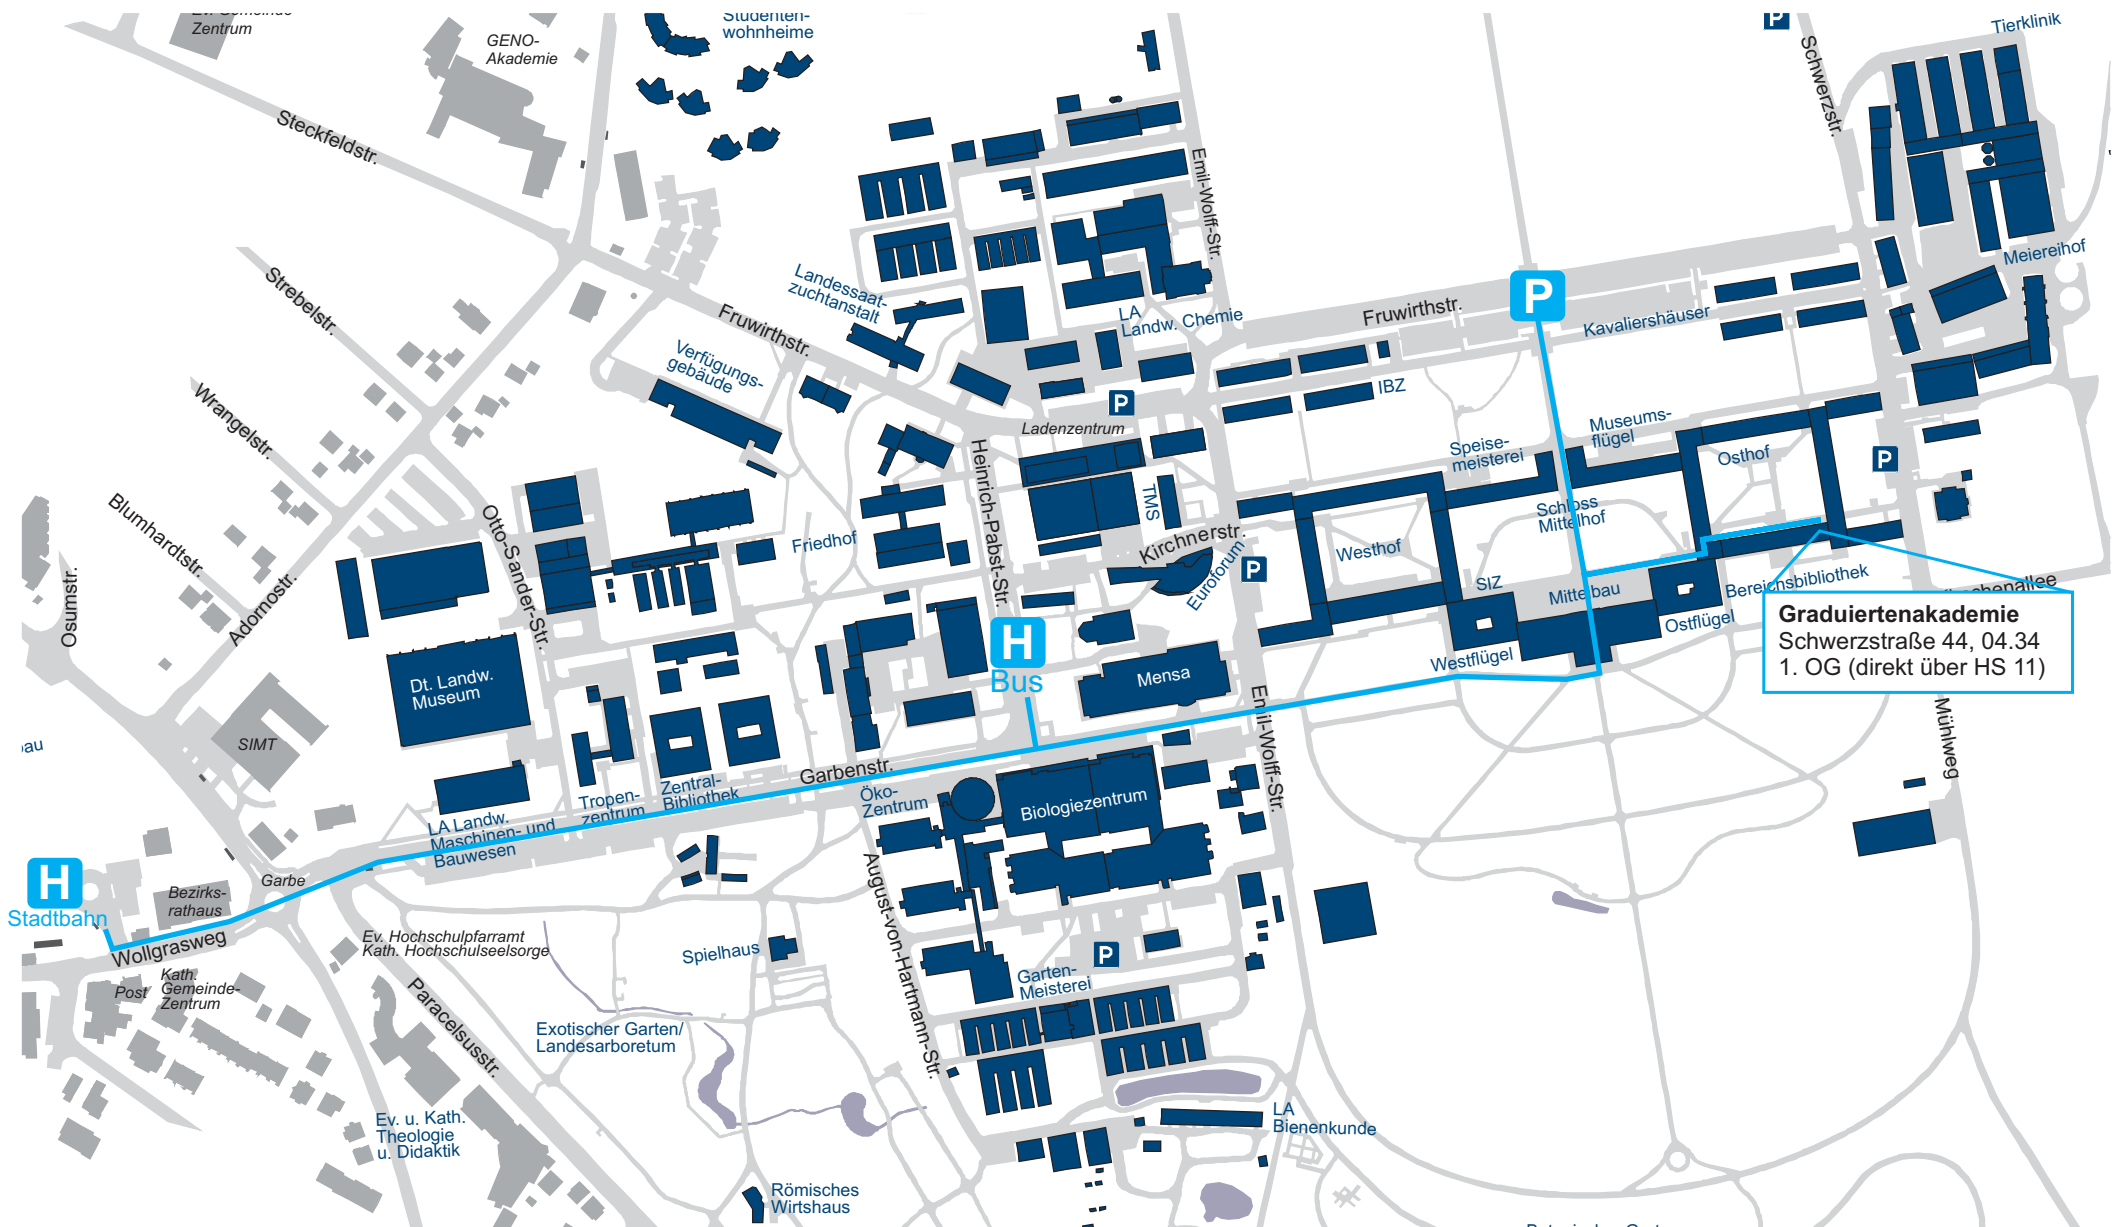 Zentrum
GENO-
Akademie
Studenten-
wohnheime
P
Schwerzstr.
Tierklinik
Steckfeldstr.
Emil-Wolff-Str.
Meiereihof
Strebelstr.
Landessaat-
zuchtanstalt
Fruwirthstr.
LA
Landw. Chemie
Fruwirthstr.
P
Kavaliershäuser
Verfügungs-
gebäude
Wrangelstr.
IBZ
P
Ladenzentrum
Museums-
flügel
Speise-
meisterei
Osthof
P
Heinrich-Pabst-Str.
TMS
Blumhardtstr.
Otto-Sander-Str.
Friedhof
Kirchnerstr.
Schloss
Mittelhof
Westhof
Euroforum
P
SIZ
Mittelbau
Bereichsbibliothek
Ostflügel
Westflügel
Osumstr.
Adornostr.
Graduiertenakademie
Schwerzstraße 44, 04.34
1. OG (direkt über HS 11)
H
Bus
Mensa
Dt. Landw.
Museum
Emil-Wolff-Str.
Mühlweg
SIMT
Garbenstr.
Zentral-
Bibliothek
Tropen-
zentrum
Öko-
Zentrum
Biologiezentrum
LA Landw.
Maschinen- und
Bauwesen
H
Stadtbahn
Garbe
Bezirks-
rathaus
Wollgrasweg
August-von-Hartmann-Str.
Ev. Hochschulpfarramt
Kath. Hochschulseelsorge
Spielhaus
P
Garten-
Meisterei
Post
Kath.
Gemeinde-
Zentrum
Paracelsusstr.
Exotischer Garten/
Landesarboretum
LA
Bienenkunde
Ev. u. Kath.
Theologie
u. Didaktik
Römisches
Wirtshaus